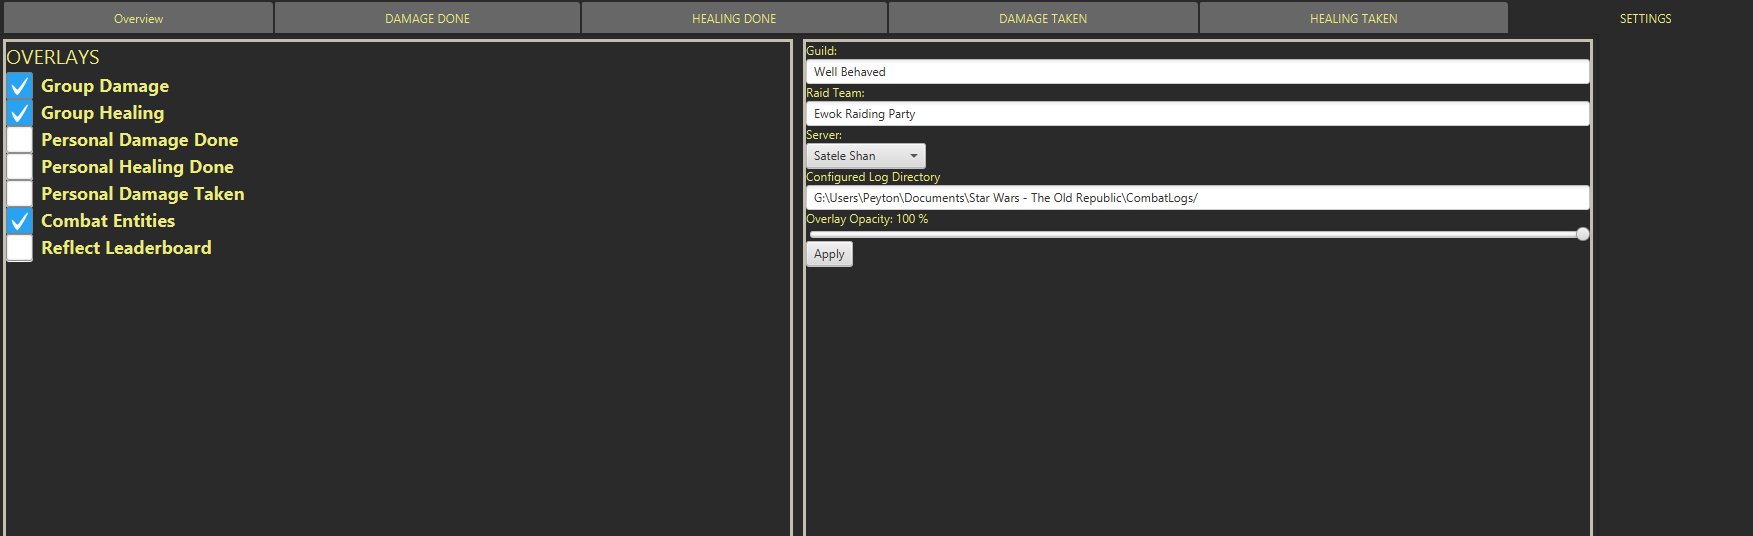 Overview
DAMAGE DONE
HEALING DONE
DAMAGE TAKEN
HEALING TAKEN
SETTINGS
OVERLAYS
Group Damage
Group Healing
Personal Damage Done
Personal Healing Done
Personal Damage Taken
Combat Entities
Reflect Leaderboard
Guild:
Well Behaved
Raid Team:
Ewok Raiding Party
Server:
Satele Shan
Configured Log Directory
G:\Users\Peyton\Documents\Star Wars - The Old Republic\CombatLogs/
Overlay Opacity: 100 %
Apply